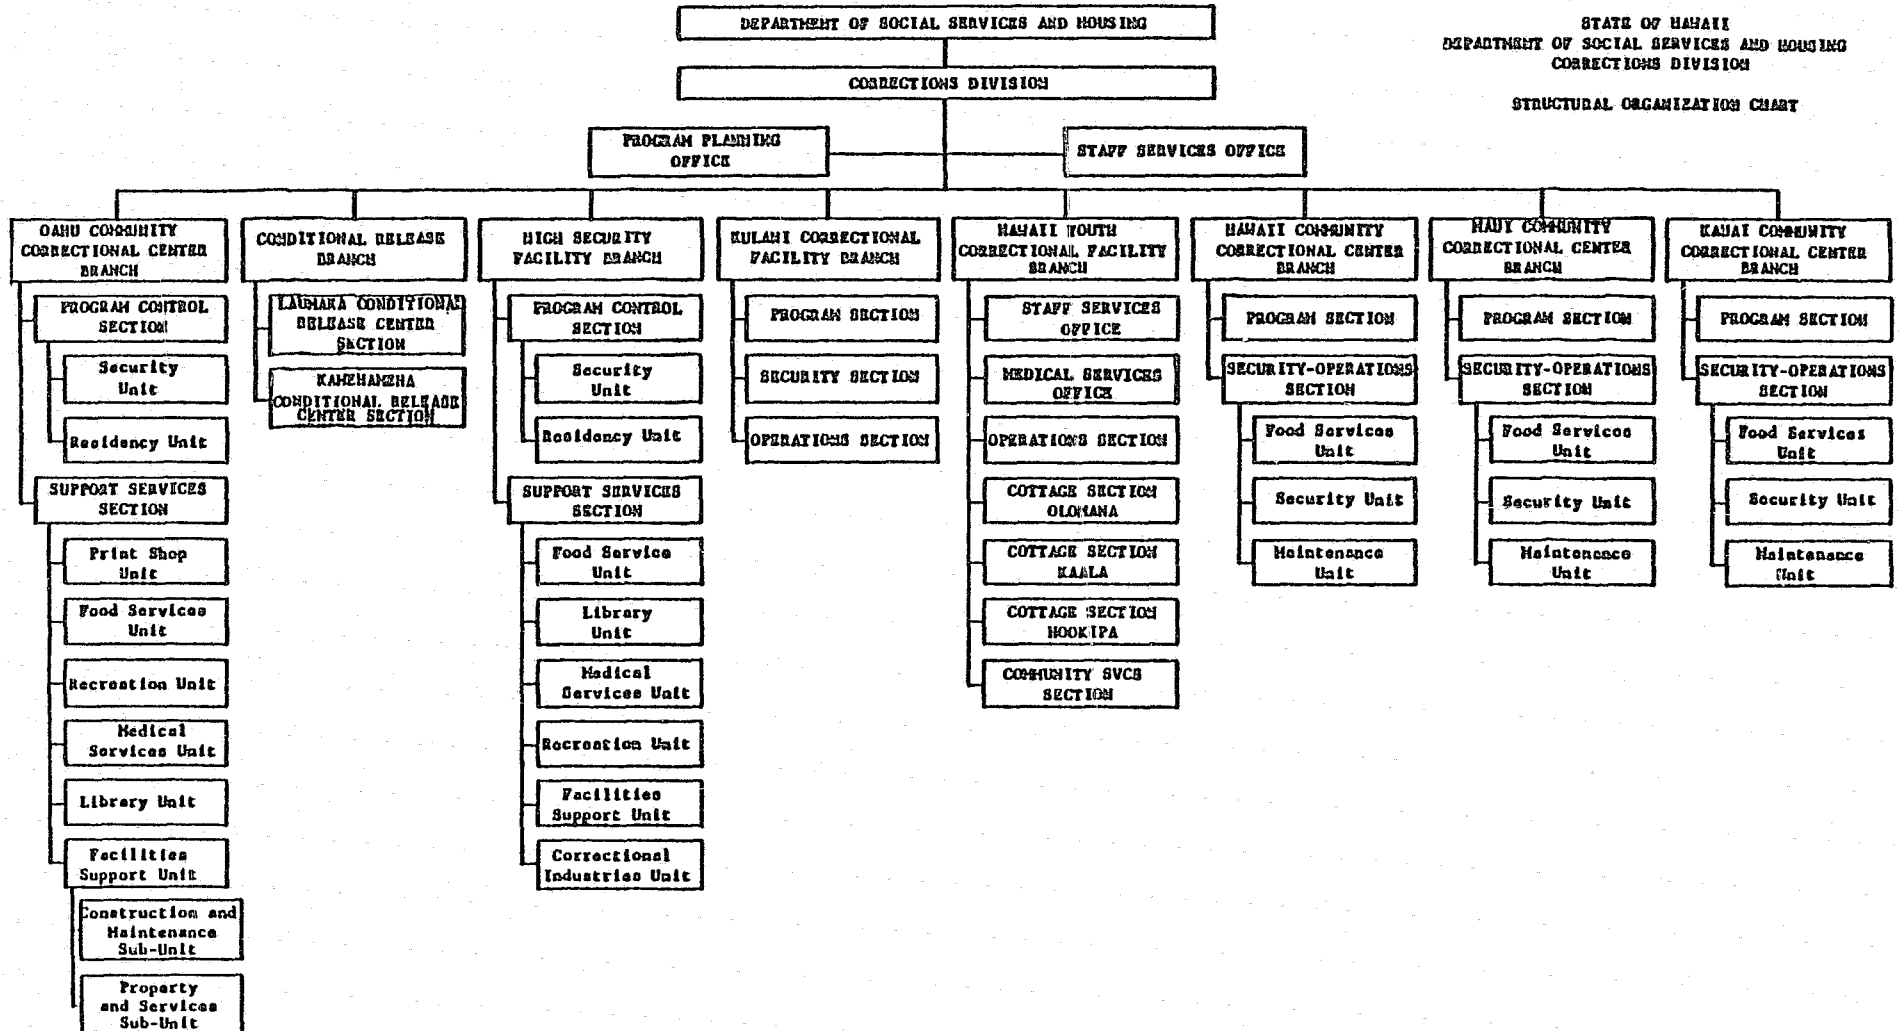 DEPARTMENT OF SOCIAL SERVICES AND HOUSING
CORRECTIONS DIVISION
STATE OF HAWAII
DEPARTMENT OF SOCIAL SERVICES AND HOUSING
CORRECTIONS DIVISION
STRUCTURAL ORGANIZATION CHART
PROGRAM PLANNING
OFFICE
STAFF SERVICES OFFICE
OAHU COMMUNITY
CORRECTIONAL CENTER
BRANCH
PROGRAM CONTROL
SECTION
Security
Unit
Residency Unit
SUPPORT SERVICES
SECTION
Print Shop
Unit
Food Services
Unit
Recreation Unit
Medical
Services Unit
Library Unit
Facilities
Support Unit
Construction and
Maintenance
Sub-Unit
Property
and Services
Sub-Unit
CONDITIONAL RELEASE
BRANCH
LAUMAKA CONDITIONAL
RELEASE CENTER
SECTION
KAMEHAMEHA
CONDITIONAL RELEASE
CENTER SECTION
HIGH SECURITY
FACILITY BRANCH
PROGRAM CONTROL
SECTION
Security
Unit
Residency Unit
SUPPORT SERVICES
SECTION
Food Service
Unit
Library
Unit
Medical
Services Unit
Recreation Unit
Facilities
Support Unit
Correctional
Industries Unit
KULANI CORRECTIONAL
FACILITY BRANCH
PROGRAM SECTION
SECURITY SECTION
OPERATIONS SECTION
HAWAII YOUTH
CORRECTIONAL FACILITY
BRANCH
STAFF SERVICES
OFFICE
MEDICAL SERVICES
OFFICE
OPERATIONS SECTION
COTTAGE SECTION
OLOMANA
COTTAGE SECTION
KAALA
COTTAGE SECTION
HOOKIPA
COMMUNITY SVCS
SECTION
HAWAII COMMUNITY
CORRECTIONAL CENTER
BRANCH
PROGRAM SECTION
SECURITY-OPERATIONS
SECTION
Food Services
Unit
Security Unit
Maintenance
Unit
MAUI COMMUNITY
CORRECTIONAL CENTER
BRANCH
PROGRAM SECTION
SECURITY-OPERATIONS
SECTION
Food Services
Unit
Security Unit
Maintenance
Unit
KAUAI COMMUNITY
CORRECTIONAL CENTER
BRANCH
PROGRAM SECTION
SECURITY-OPERATIONS
SECTION
Food Services
Unit
Security Unit
Maintenance
Unit